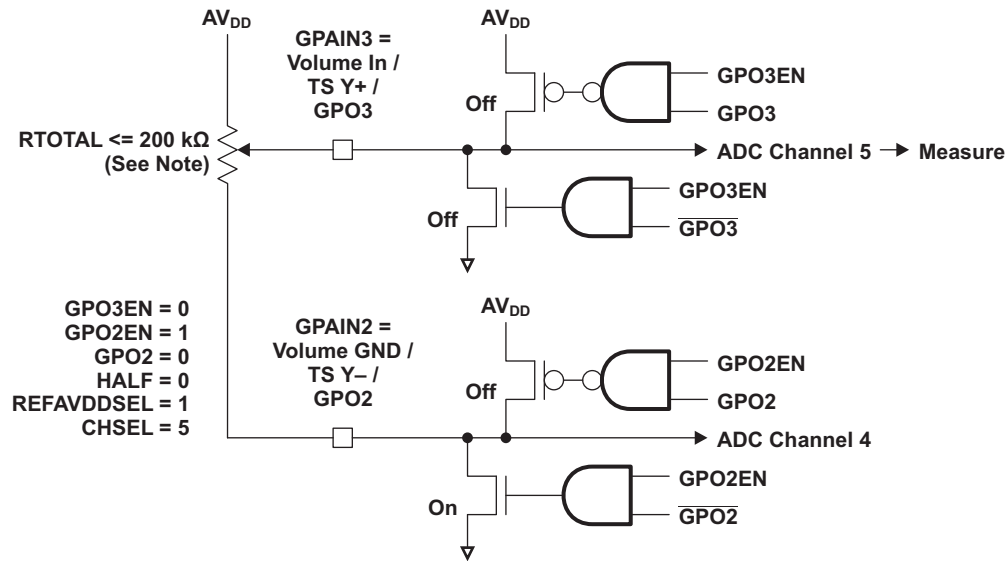 AVDD
GPAIN3 =
Volume In /
TS Y+ /
GPO3
AVDD
GPO3EN
GPO3
Off
RTOTAL <= 200 kΩ
(See Note)
ADC Channel 5
Measure
GPO3EN
GPO3
Off
GPO3EN = 0
GPO2EN = 1
GPO2 = 0
HALF = 0
REFAVDDSEL = 1
CHSEL = 5
GPAIN2 =
Volume GND /
TS Y– /
GPO2
AVDD
GPO2EN
GPO2
Off
ADC Channel 4
GPO2EN
GPO2
On